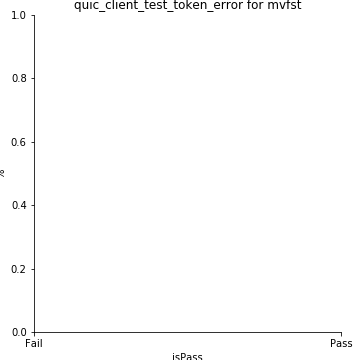 quic_client_test_token_error for mvfst
1.0
0.8
0.6
%
0.4
0.2
0.0
Fail
Pass
isPass